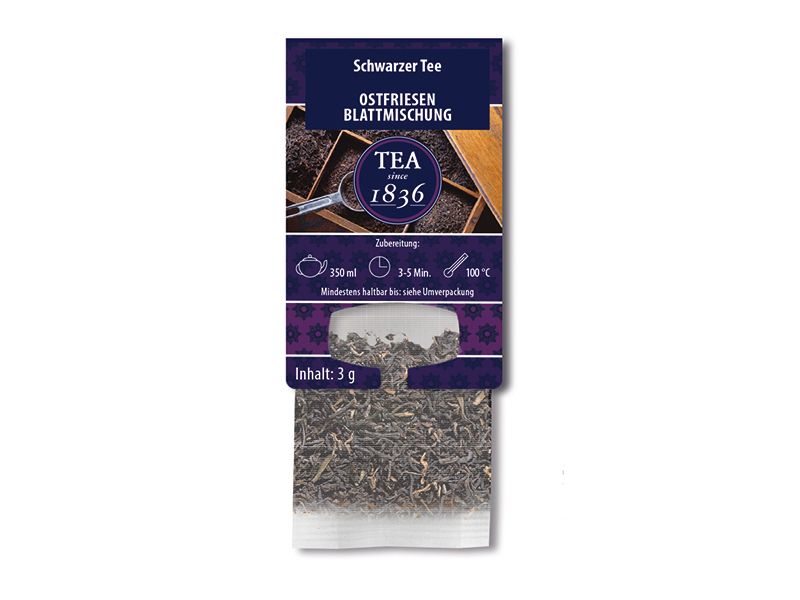 Schwarzer Tee
OSTFRIESEN
BLATTMISCHUNG
TEA
since
1836
Zubereitung:
350 ml
3-5 Min.
100 °C
Mindestens haltbar bis: siehe Umverpackung
Inhalt: 3 g